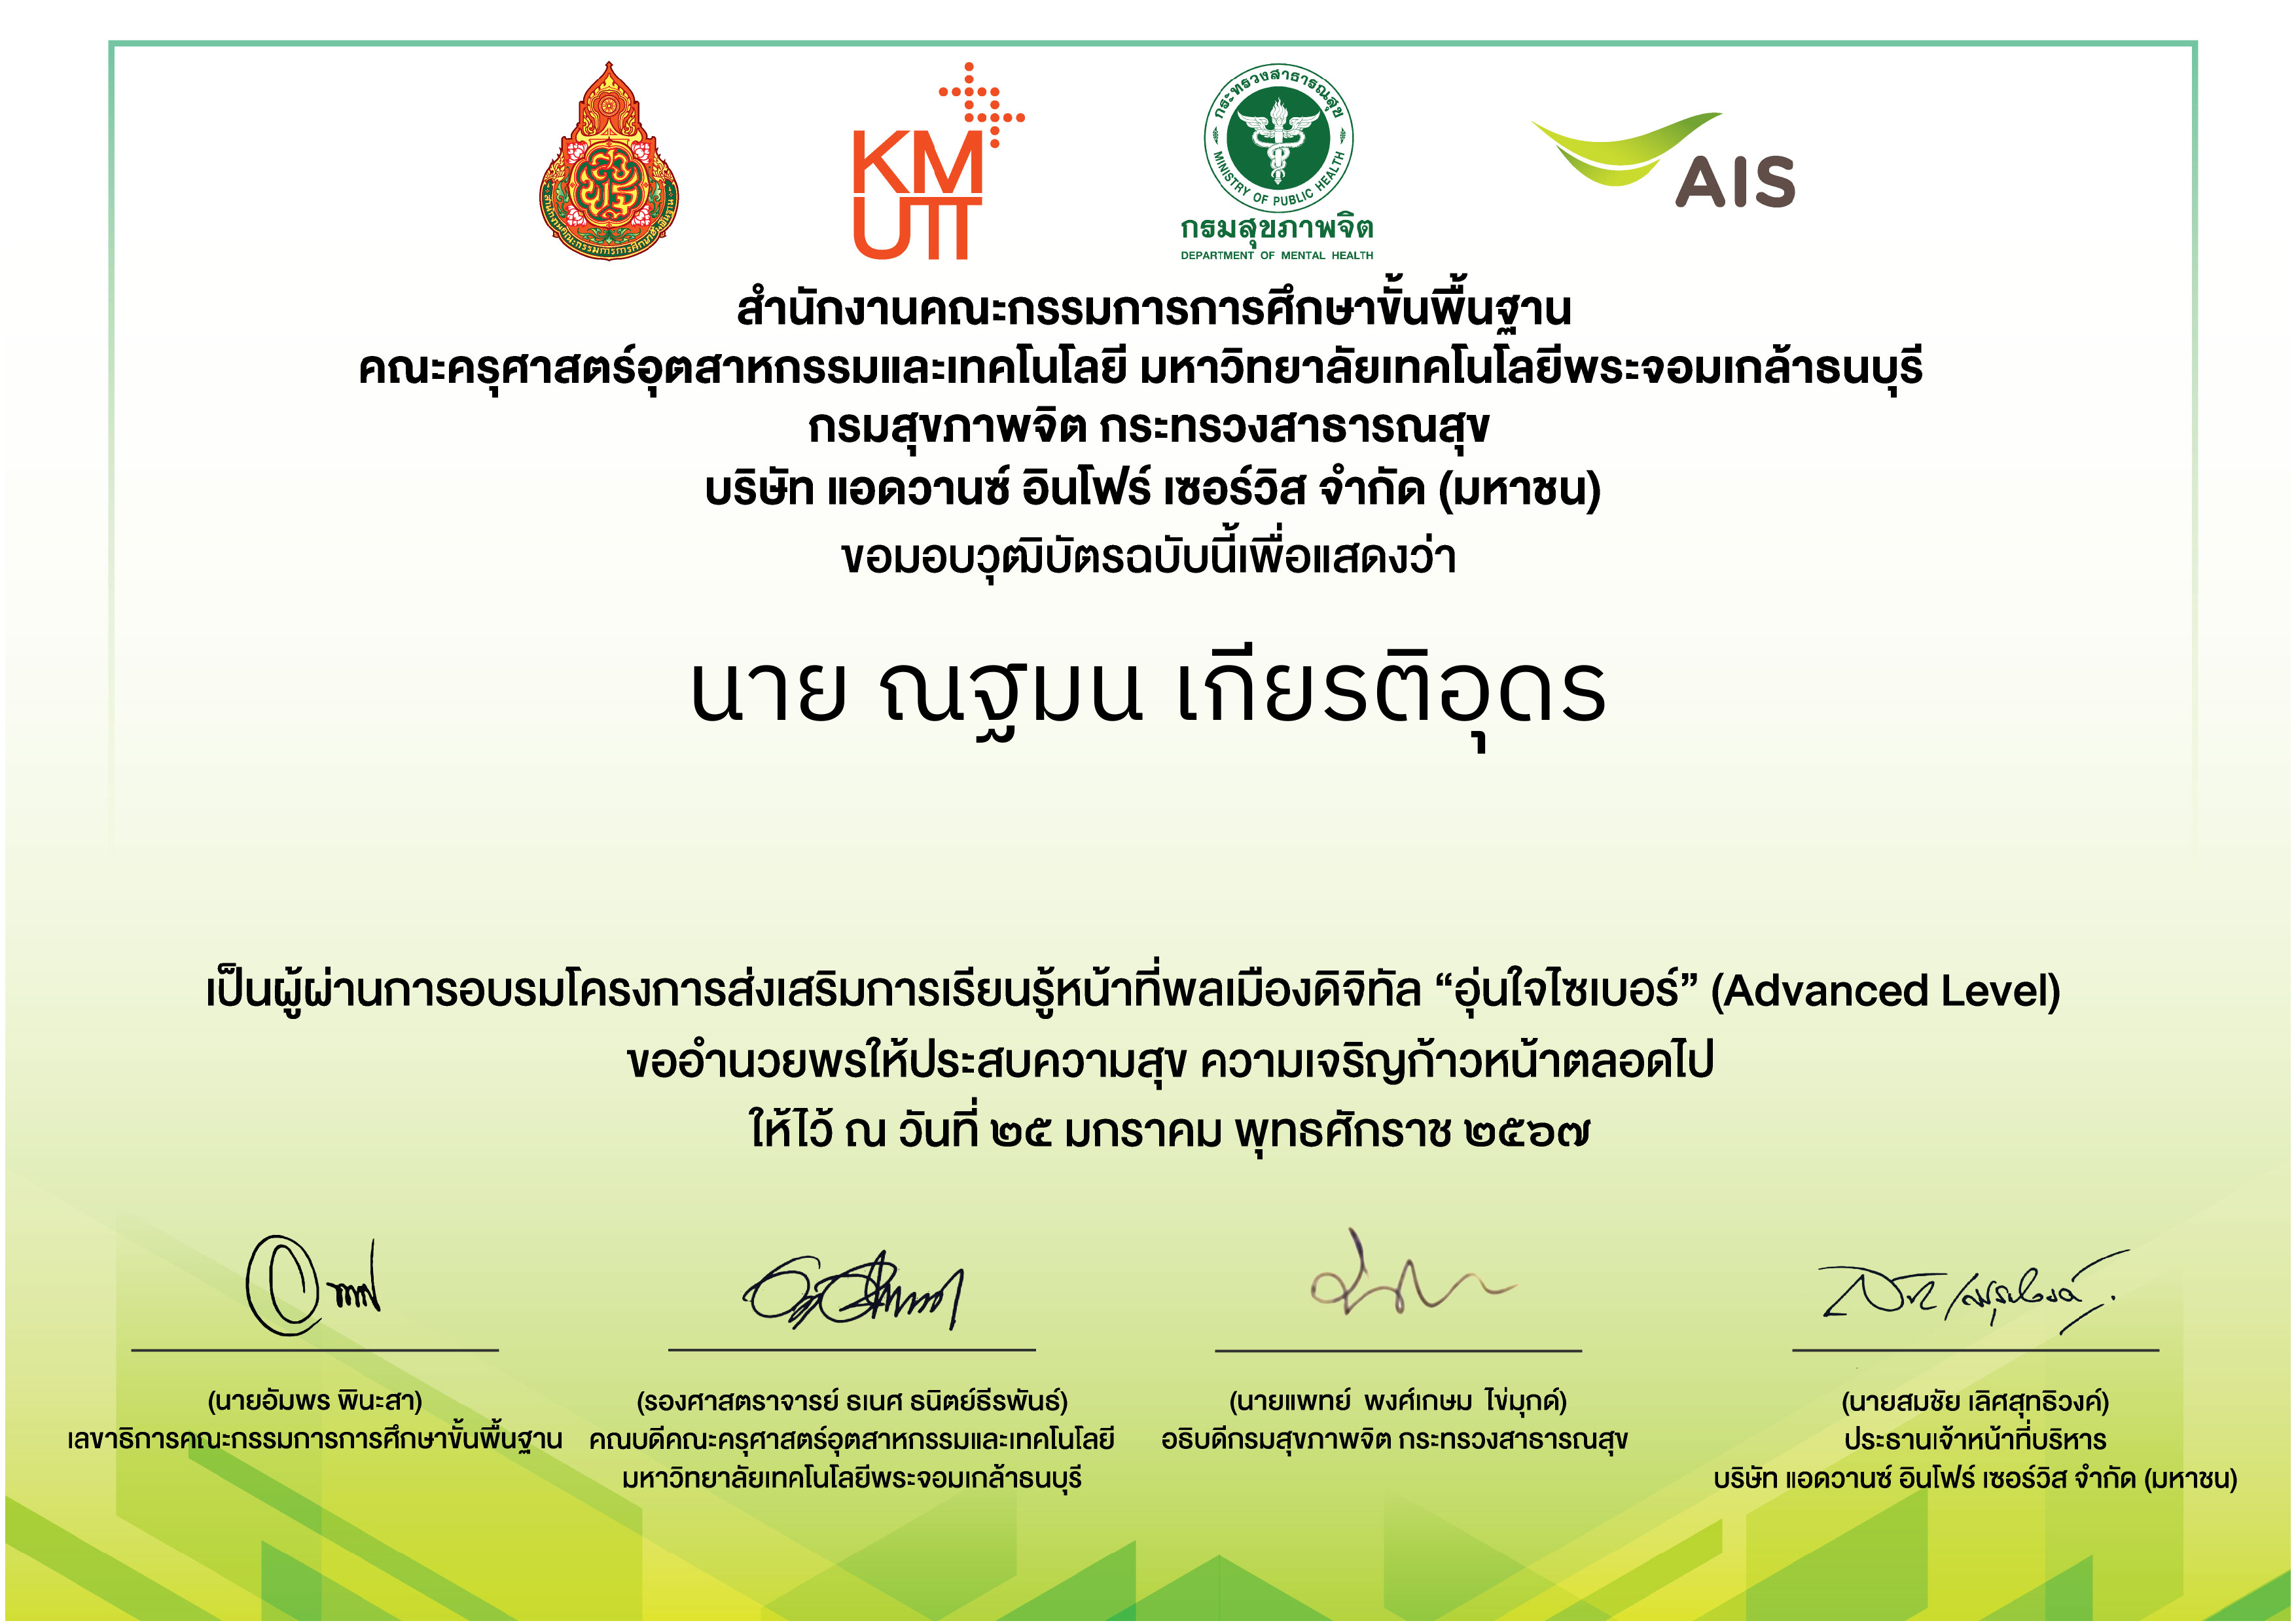 สำนักงานคณะกรรมการการศึกษาขั้นพื้นฐาน
KM
UTT
กระทรวงสาธารณสุข
MINISTRY OF PUBLIC HEALTH
กรมสุขภาพจิต
DEPARTMENT OF MENTAL HEALTH
AIS
สำนักงานคณะกรรมการการศึกษาขั้นพื้นฐาน
คณะครุศาสตร์อุตสาหกรรมและเทคโนโลยี มหาวิทยาลัยเทคโนโลยีพระจอมเกล้าธนบุรี
กรมสุขภาพจิต กระทรวงสาธารณสุข
บริษัท แอดวานซ์ อินโฟร์ เซอร์วิส จำกัด (มหาชน)
ขอมอบวุฒิบัตรฉบับนี้เพื่อแสดงว่า
นาย ณฐมน เกียรติอุดร
เป็นผู้ผ่านการอบรมโครงการส่งเสริมการเรียนรู้หน้าที่พลเมืองดิจิทัล “อุ่นใจไซเบอร์” (Advanced Level)
ขออำนวยพรให้ประสบความสุข ความเจริญก้าวหน้าตลอดไป
ให้ไว้ ณ วันที่ ๒๕ มกราคม พุทธศักราช ๒๕๖๗
(นายอัมพร พินะสา)
เลขาธิการคณะกรรมการการศึกษาขั้นพื้นฐาน
(รองศาสตราจารย์ ธเนศ ธนิตย์ธีรพันธ์)
คณบดีคณะครุศาสตร์อุตสาหกรรมและเทคโนโลยี
มหาวิทยาลัยเทคโนโลยีพระจอมเกล้าธนบุรี
(นายแพทย์ พงศ์เกษม ไข่มุกด์)
อธิบดีกรมสุขภาพจิต กระทรวงสาธารณสุข
(นายสมชัย เลิศสุทธิวงค์)
ประธานเจ้าหน้าที่บริหาร
บริษัท แอดวานซ์ อินโฟร์ เซอร์วิส จำกัด (มหาชน)